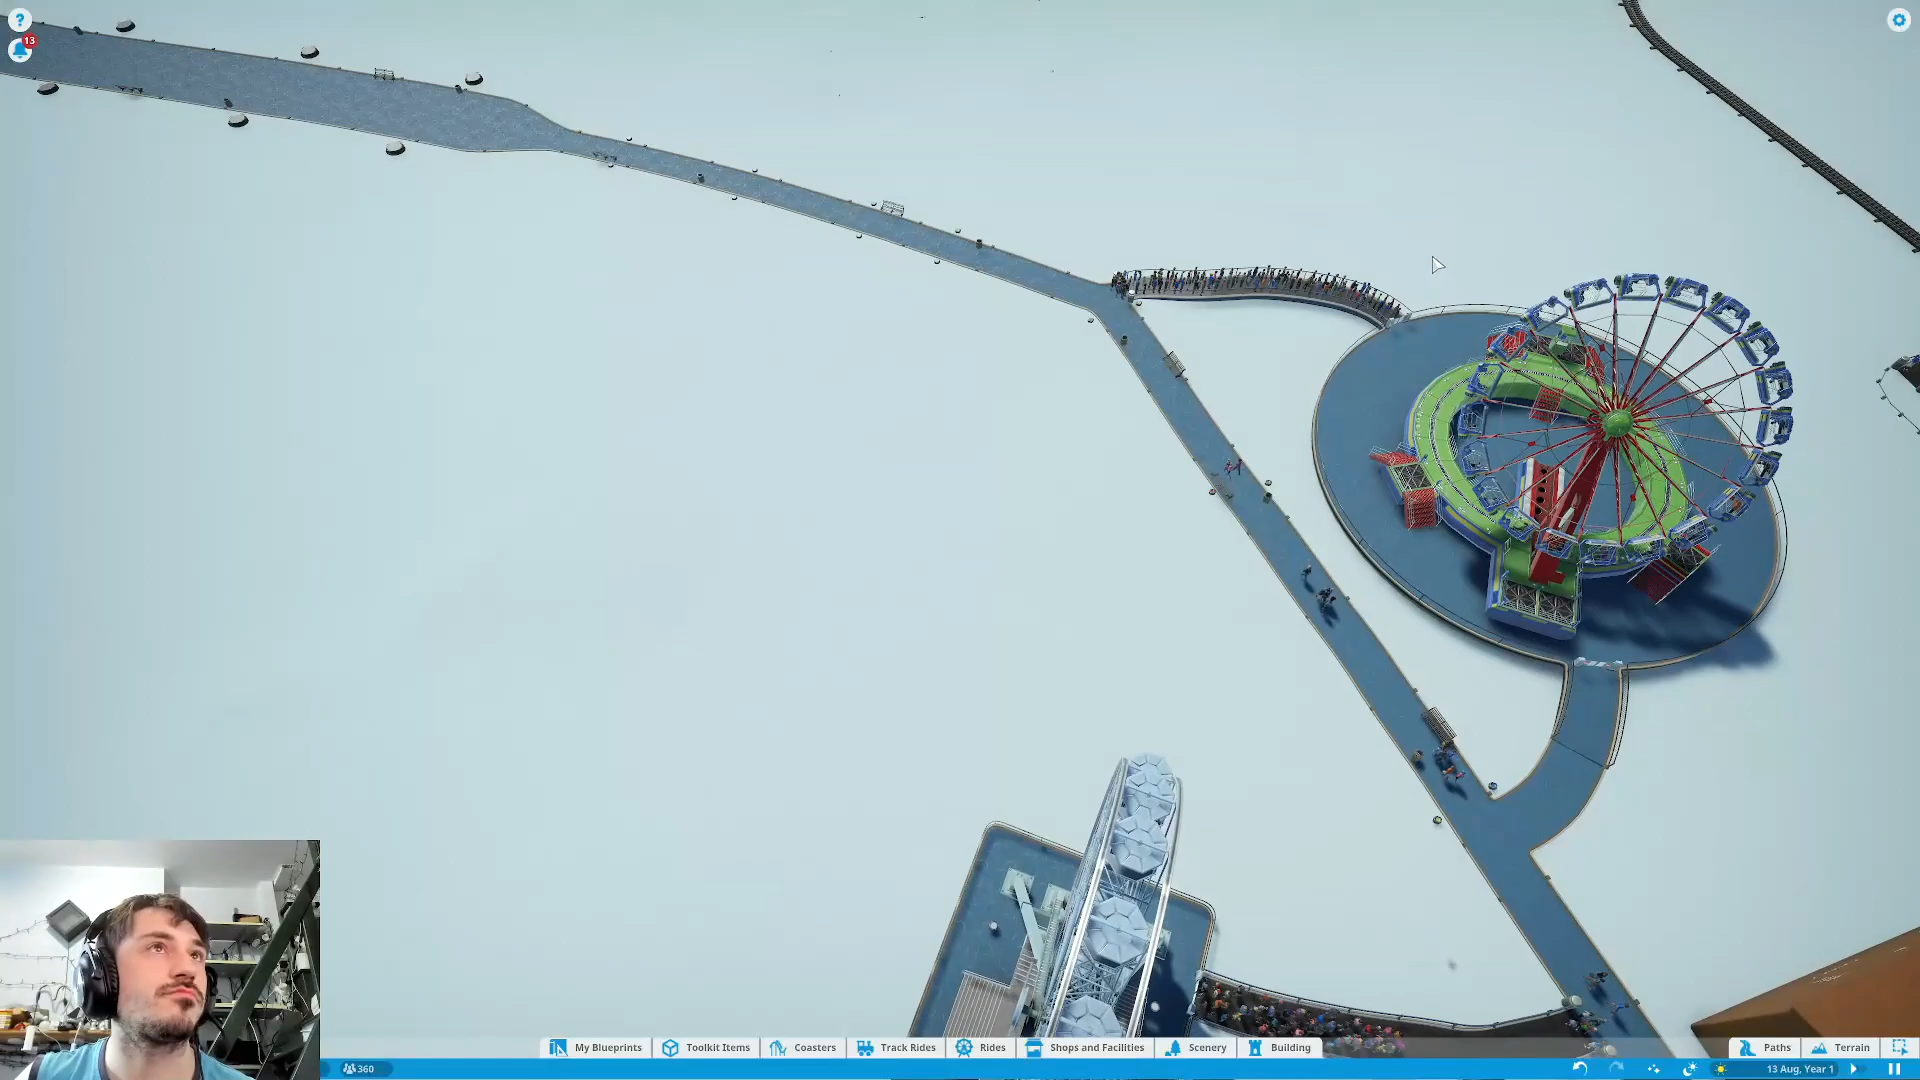 ?
13
My Blueprints
Toolkit Items
Coasters
Track Rides
Rides
Shops and Facilities
Scenery
Building
Paths
Terrain
360
13 Aug, Year 1